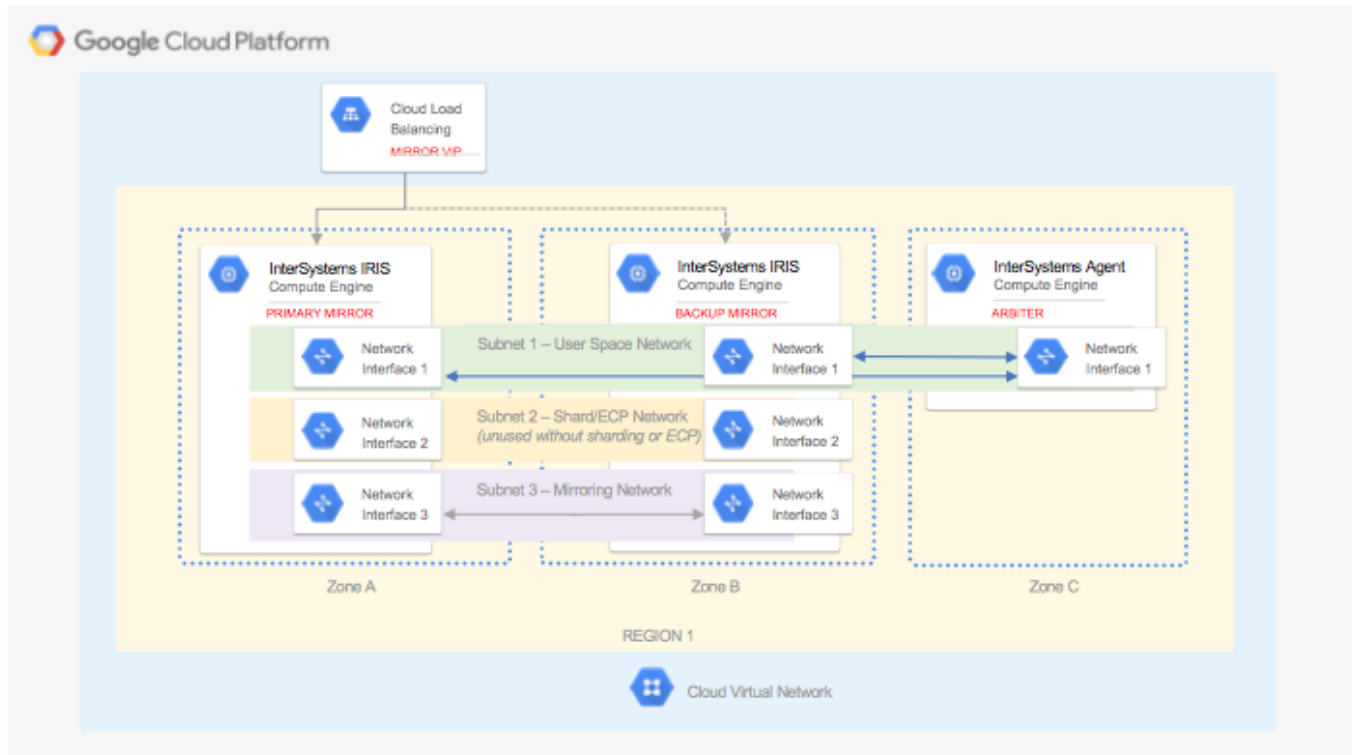 Google Cloud Platform
Cloud Load
Balancing
MIRROR VIP
InterSystems IRIS
Compute Engine
PRIMARY MIRROR
InterSystems IRIS
Compute Engine
BACKUP MIRROR
InterSystems Agent
Compute Engine
ARBITER
Network
Interface 1
Subnet 1 – User Space Network
Network
Interface 1
Network
Interface 1
Network
Interface 2
Subnet 2 – Shard/ECP Network
(unused without sharding or ECP)
Network
Interface 2
Network
Interface 3
Subnet 3 – Mirroring Network
Network
Interface 3
Zone A
Zone B
Zone C
REGION 1
Cloud Virtual Network